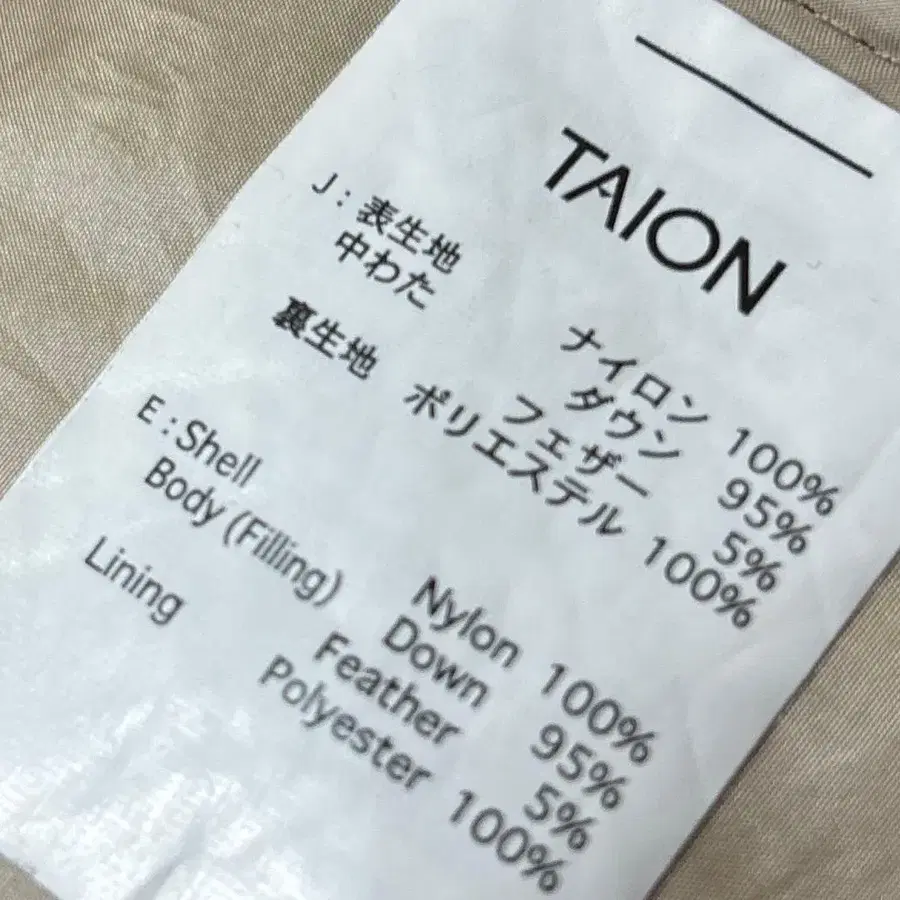 TAION
J : 表生地 ナイロン 100%
中わた ダウン 95%
フェザー 5%
裏生地 ポリエステル 100%
E : Shell Nylon 100%
Body (Filling) Down 95%
Feather 5%
Lining Polyester 100%